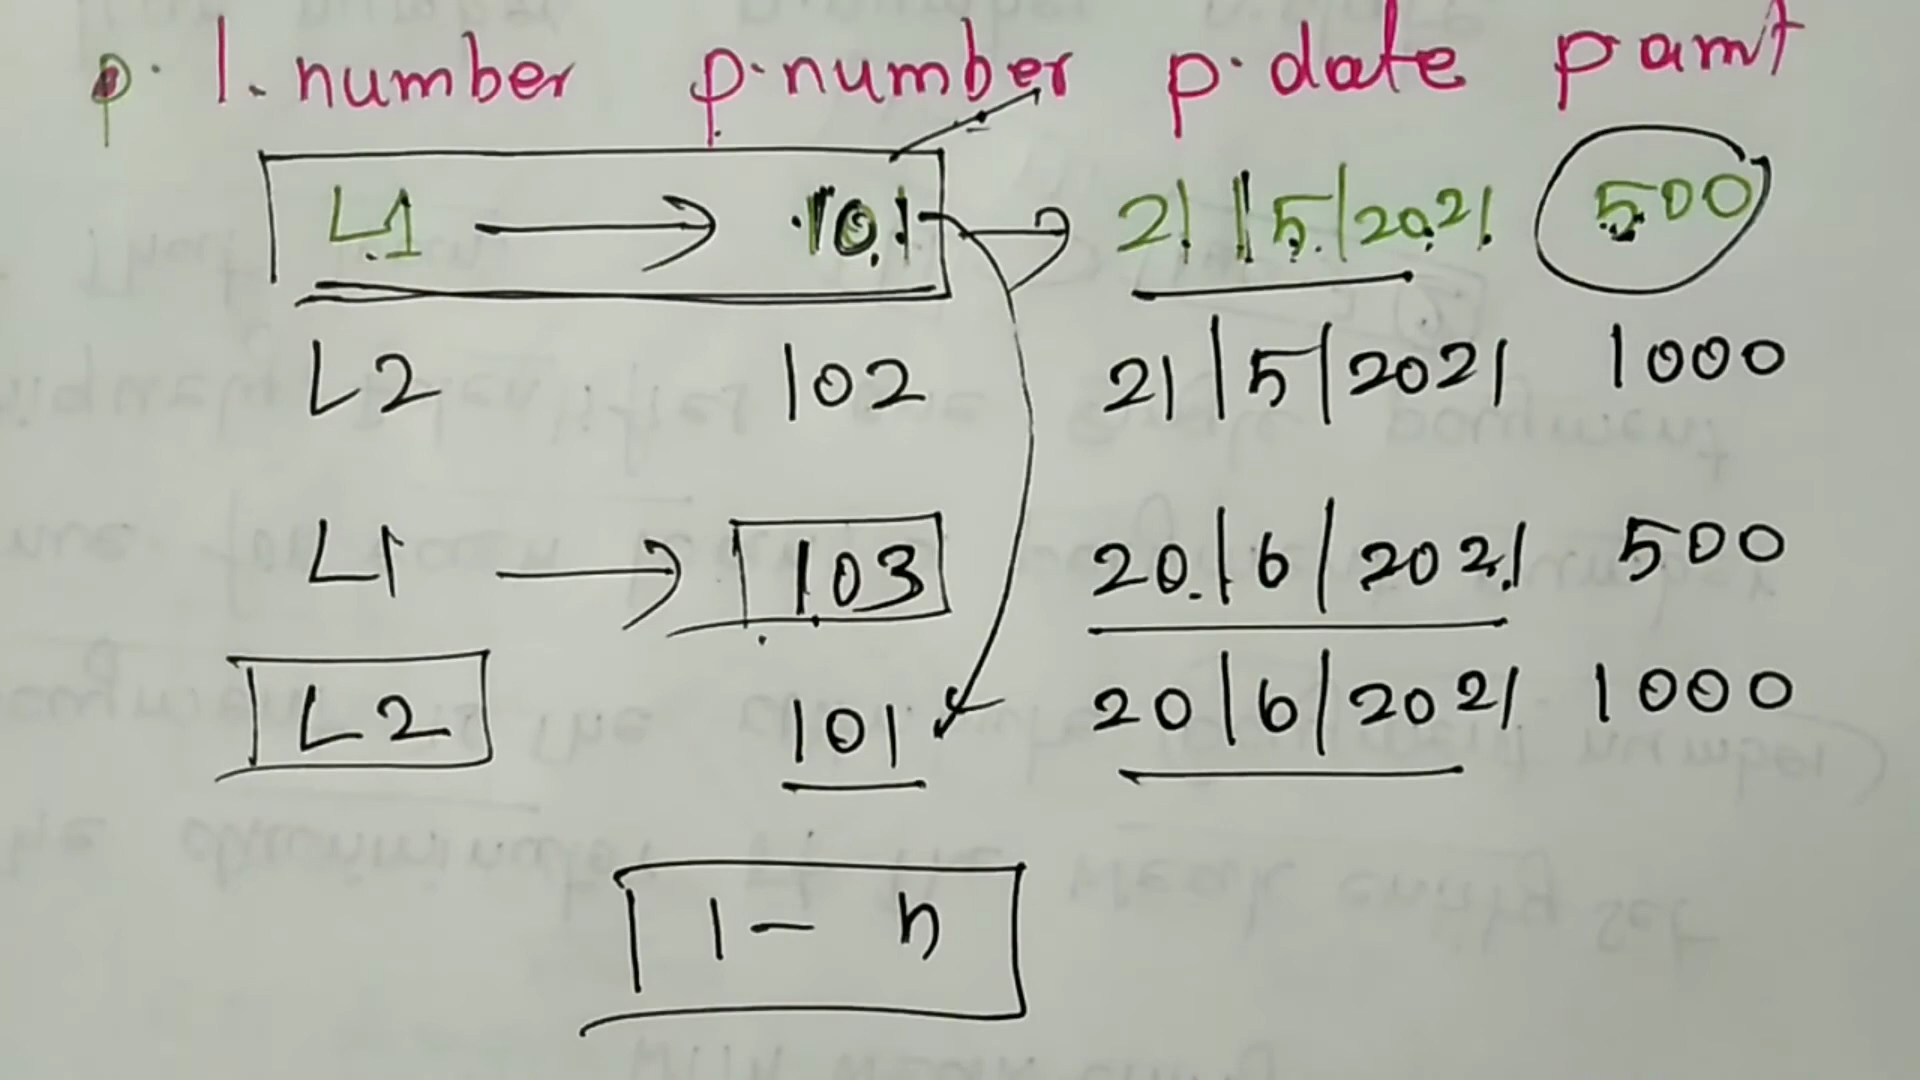 p. l. number p. number p. date p amt
L1 101 21/5/2021 500
L2 102 21/5/2021 1000
L1 103 20/6/2021 500
L2 101 20/6/2021 1000
1 - n